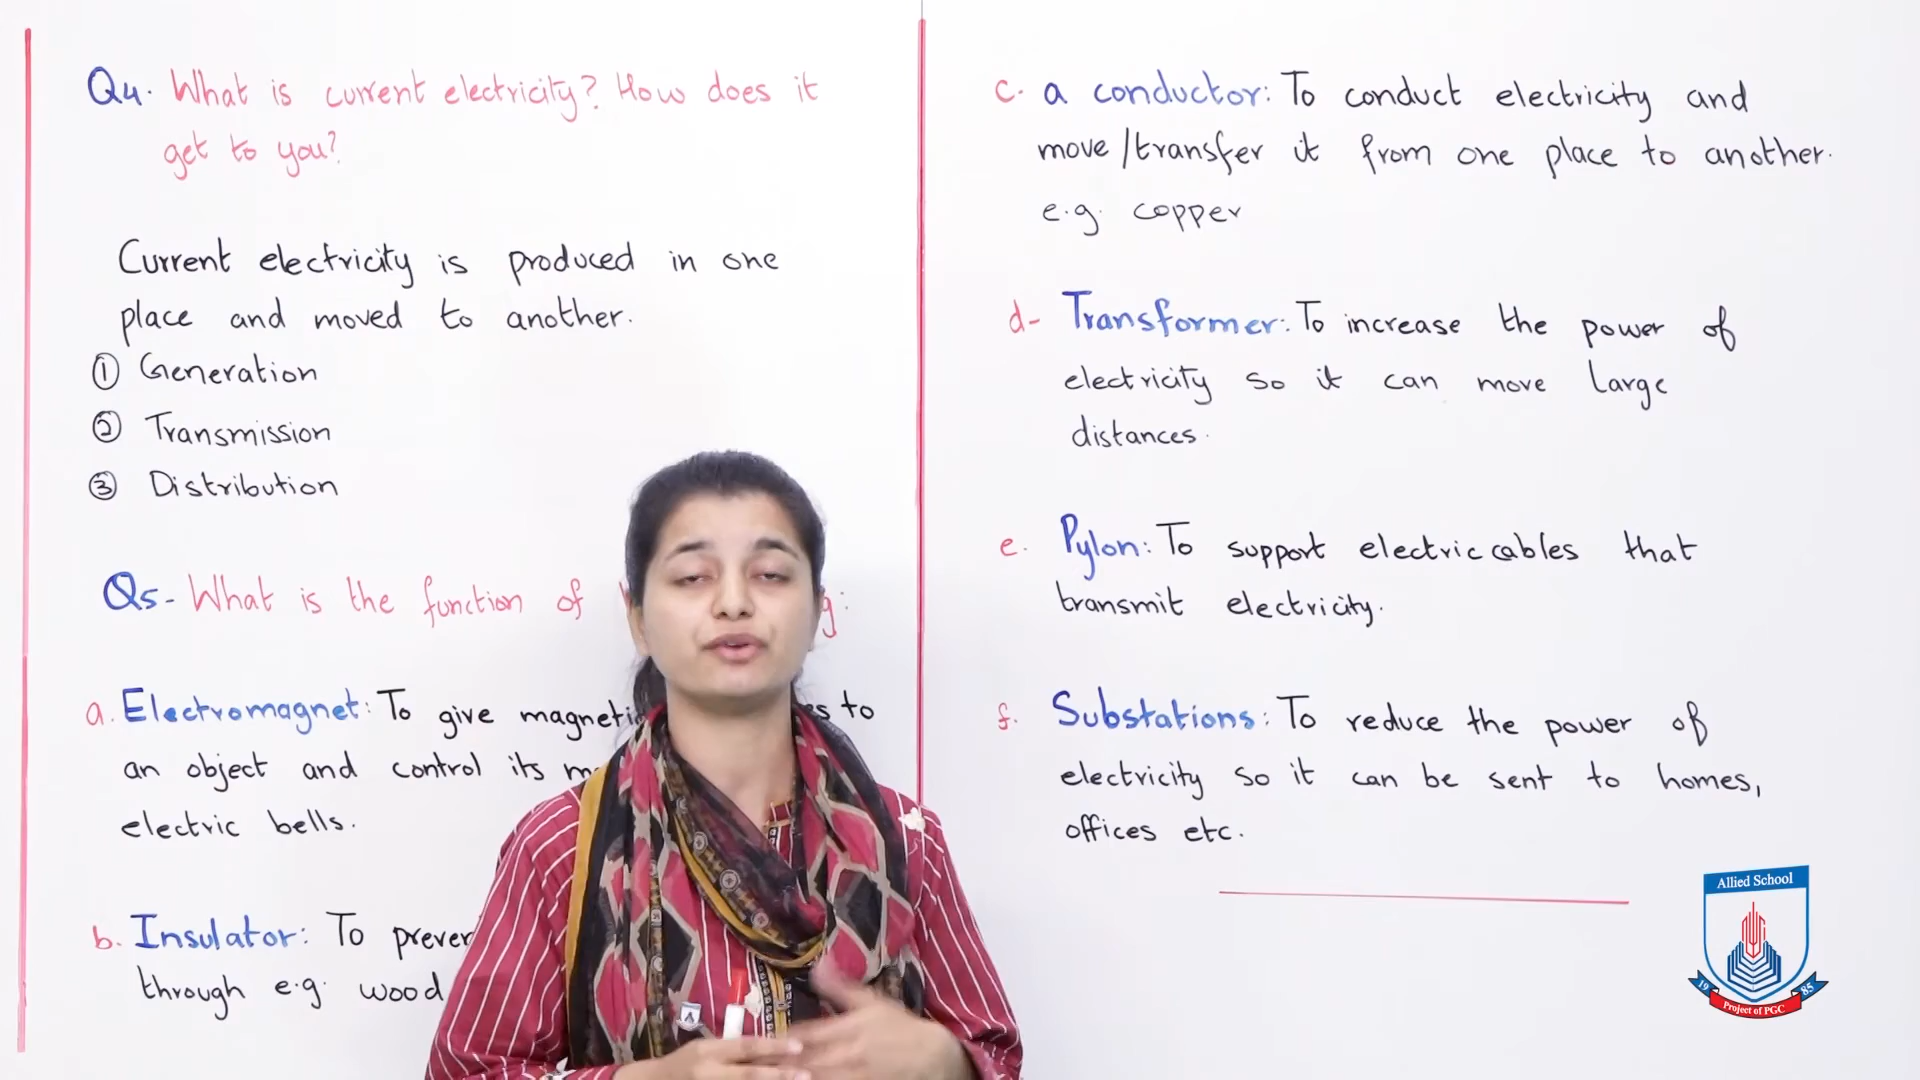 Q4. What is current electricity? How does it
get to you?
Current electricity is produced in one
place and moved to another.
① Generation
② Transmission
③ Distribution
Q5- What is the function of
a. Electromagnet: To give to
an object and control its
electric bells.
b. Insulator: To
through e.g. wood
c. a conductor: To conduct electricity and
move/transfer it from one place to another.
e.g. copper
d- Transformer: To increase the power of
electricity so it can move large
distances.
e. Pylon: To support electric cables that
transmit electricity.
f. Substations: To reduce the power of
electricity so it can be sent to homes,
offices etc.
Allied School
19 85
Project of PGC